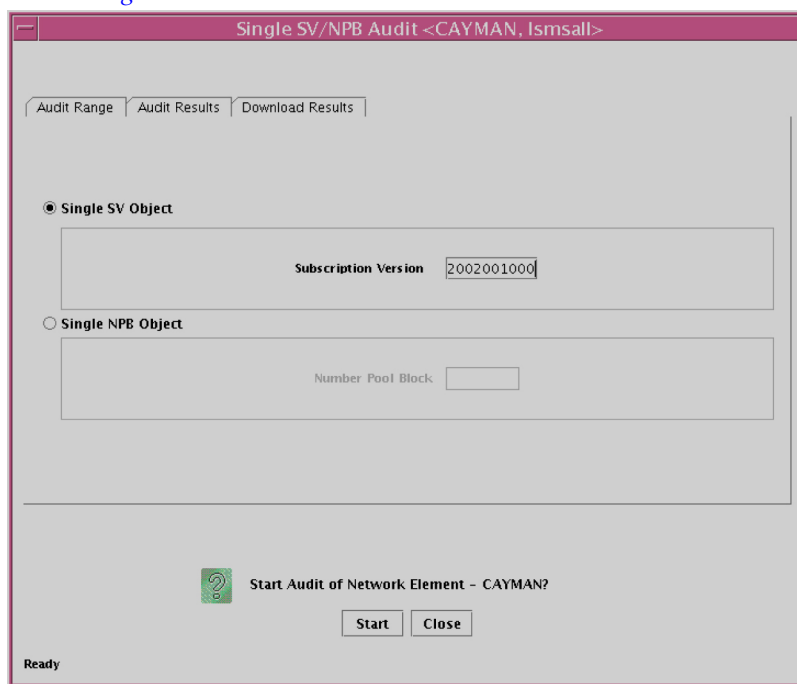 Single SV/NPB Audit <CAYMAN, lsmsall>
Audit Range Audit Results Download Results
Single SV Object
Subscription Version 2002001000
Single NPB Object
Number Pool Block
Start Audit of Network Element - CAYMAN?
Start Close
Ready